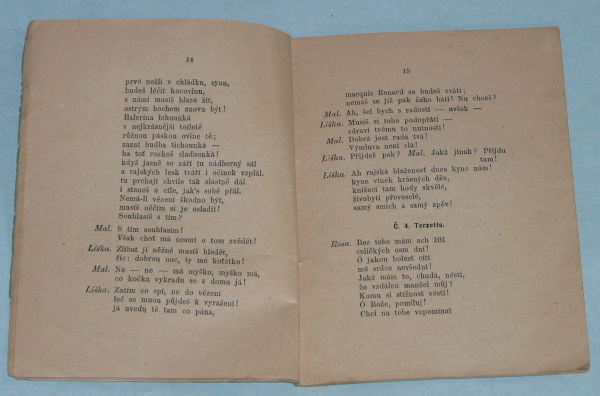 14
prvé nešli v chládku, synu,
budeš léčit kocovinu,
z námi musíš blaze žít,
ostrým hochem znovu být!
Balerina lehounká
v nejkrásnější toiletě
růžnou páskou ovine tě;
zazní hudba tichounká —
ha toť rozkoš slaďounká!
když jasně se září tu nádherný sál
a rajských lesk tváří i očinek vzplál.
tu prchají chvíle tak slastně dál
i staneš u cíle, jak's sobě přál.
Nemá-li vězení škodno být,
musíš něčím si je osladit!
Souhlasíš s tím?
Mal. S tím souhlasím!
Však choť má nesmí o tom zvědět!
Liška. Zlíbat ji něžně musíš hledět,
říc: dobrou noc, ty mé koťátko!
Mal. Ne — ne — má myško, myško má,
co kočka vykradu se z domu já!
Liška. Zatím co spí, ne do vězení
leč se mnou půjdeš k vyražení!
já uvedu tě tam co pána,
15
marquis Renard se budeš zváti;
nemáš se již pak čeho báti! Na chceš?
Mal. Ah, šel bych s radostí — avšak —
Liška. Musíš si toho podopřáti —
zdraví tvému to nutností!
Mal. Dobrá jest rada tvá!
Výmluva není zlá!
Liška. Přijdeš pak? Mal. Jakž jinak? Přijdu
tam!
Liška. Ah rajská blaženost dnes kyne nám!
kyne vínek krásných děv,
knížecí tam hody skvělé,
živobytí převeselé,
samý smích a samý zpěv!
Č. 4. Terzetto.
Rosa. Bez tebe mám ach žíti
celičkých osm dní!
Ó jakou bolest cítí
mé srdce nevšední!
Jakž mám to, chudá, nésti,
že vzdálen manžel můj?
Komu si stížnost vésti!
Ó Bože, pomiluj!
Chci na tebe vzpomínat